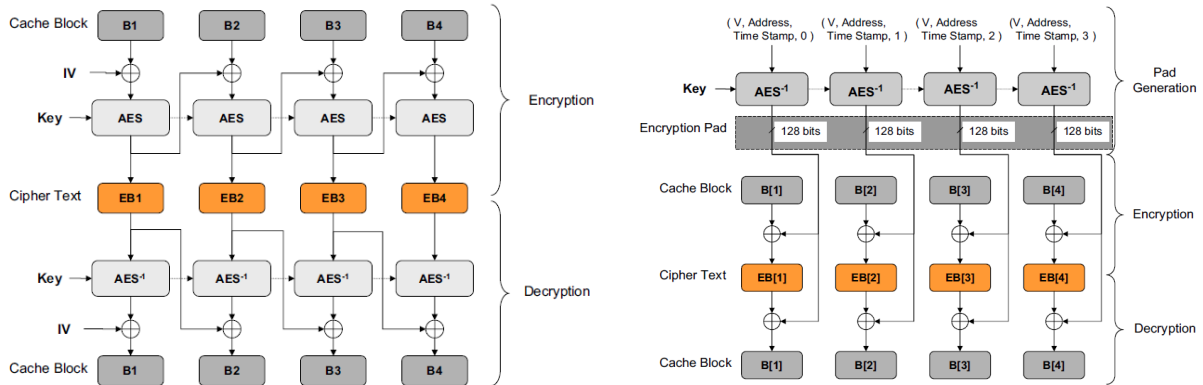 Cache Block B1 B2 B3 B4
IV
Key AES AES AES AES
Encryption
Cipher Text EB1 EB2 EB3 EB4
Key AES-1 AES-1 AES-1 AES-1
Decryption
IV
Cache Block B1 B2 B3 B4
( V, Address, ( V, Address, ( V, Address (V, Address,
Time Stamp, 0 ) Time Stamp, 1 ) Time Stamp, 2 ) Time Stamp, 3 )
Key AES-1 AES-1 AES-1 AES-1
Pad
Generation
Encryption Pad 128 bits 128 bits 128 bits 128 bits
Cache Block B[1] B[2] B[3] B[4]
Encryption
Cipher Text EB[1] EB[2] EB[3] EB[4]
Decryption
Cache Block B[1] B[2] B[3] B[4]